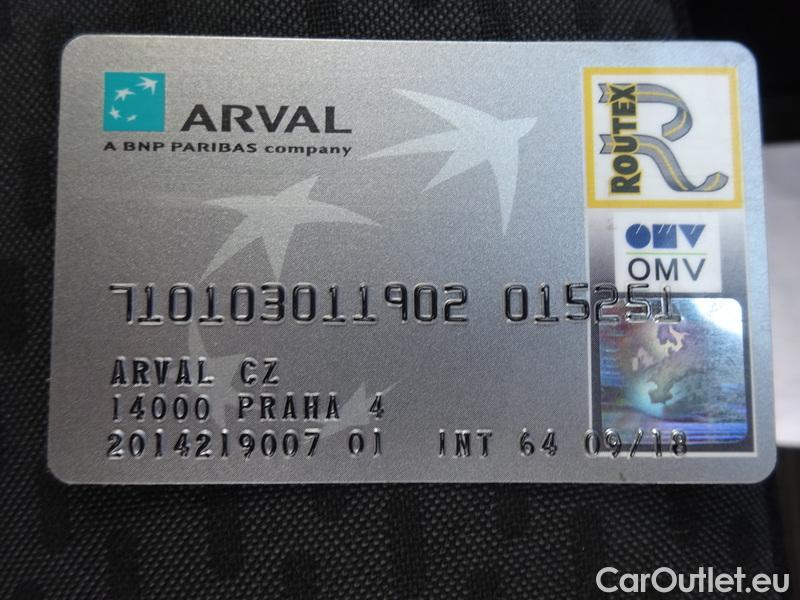 ARVAL
A BNP PARIBAS company
ROUTEX
R
OMV
OMV
710103011902 015251
ARVAL CZ
14000 PRAHA 4
2014219007 01 INT 64 09/18
CarOutlet.eu